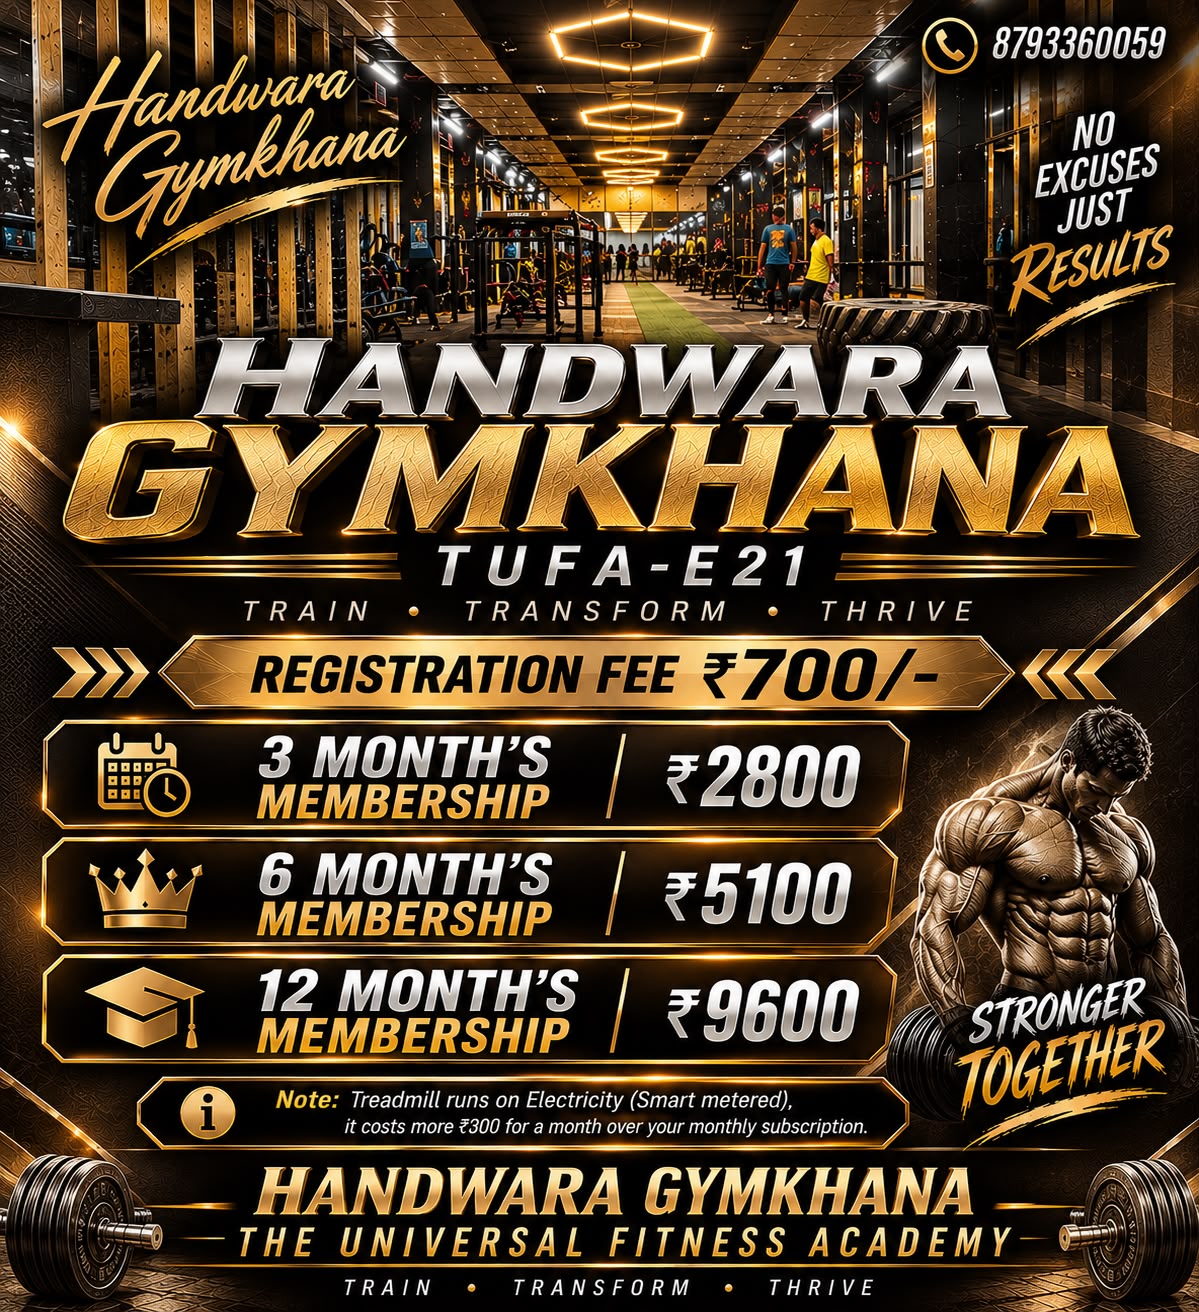 Handwara
Gymkhana
8793360059
NO
EXCUSES
JUST
RESULTS
HANDWARA
GYMKHANA
TUFA-E21
TRAIN • TRANSFORM • THRIVE
REGISTRATION FEE ₹700/-
3 MONTH'S
MEMBERSHIP
₹2800
6 MONTH'S
MEMBERSHIP
₹5100
12 MONTH'S
MEMBERSHIP
₹9600
STRONGER
TOGETHER
Note: Treadmill runs on Electricity (Smart metered),
it costs more ₹300 for a month over your monthly subscription.
HANDWARA GYMKHANA
THE UNIVERSAL FITNESS ACADEMY
TRAIN • TRANSFORM • THRIVE